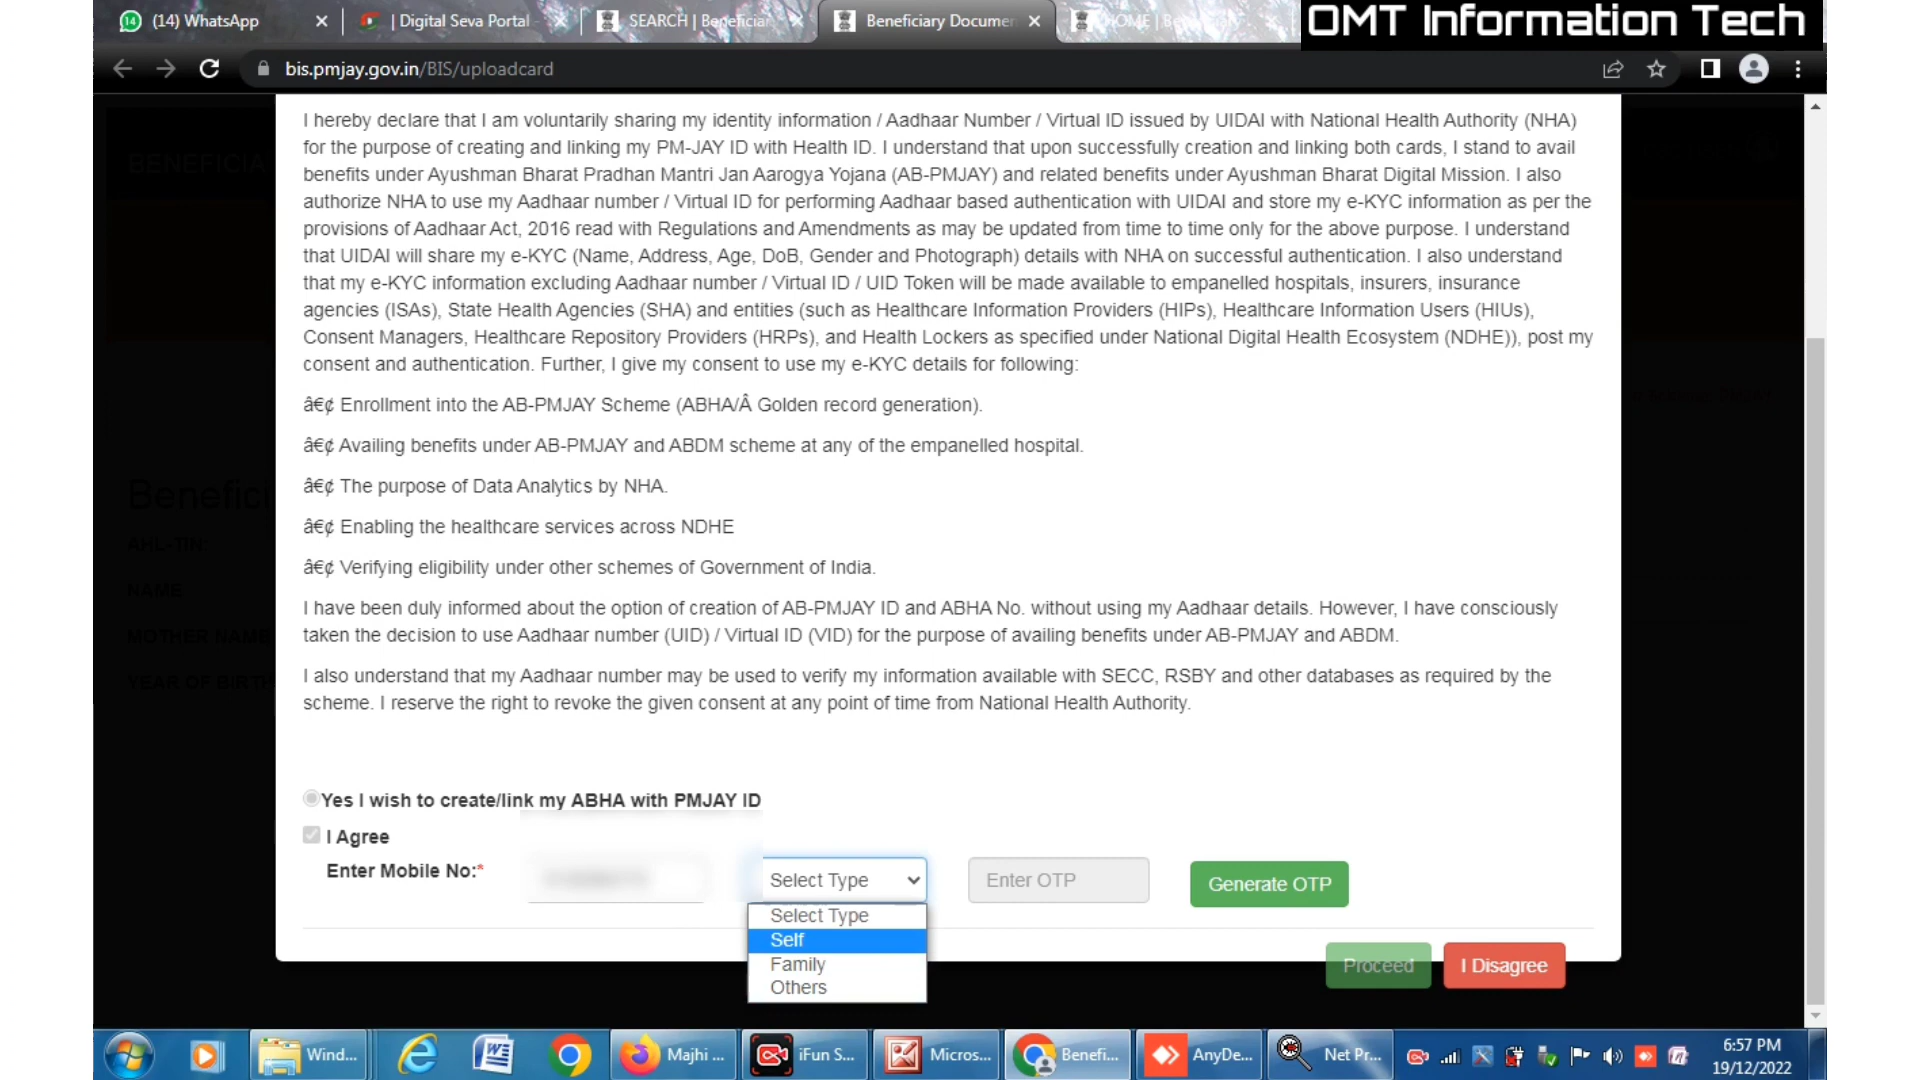 (14) WhatsApp
| Digital Seva Portal -
SEARCH | Beneficiar
Beneficiary Documen
HOME | Beneficiary
OMT Information Tech
bis.pmjay.gov.in/BIS/uploadcard
BENEFICIA
I hereby declare that I am voluntarily sharing my identity information / Aadhaar Number / Virtual ID issued by UIDAI with National Health Authority (NHA)
for the purpose of creating and linking my PM-JAY ID with Health ID. I understand that upon successfully creation and linking both cards, I stand to avail
benefits under Ayushman Bharat Pradhan Mantri Jan Aarogya Yojana (AB-PMJAY) and related benefits under Ayushman Bharat Digital Mission. I also
authorize NHA to use my Aadhaar number / Virtual ID for performing Aadhaar based authentication with UIDAI and store my e-KYC information as per the
provisions of Aadhaar Act, 2016 read with Regulations and Amendments as may be updated from time to time only for the above purpose. I understand
that UIDAI will share my e-KYC (Name, Address, Age, DoB, Gender and Photograph) details with NHA on successful authentication. I also understand
that my e-KYC information excluding Aadhaar number / Virtual ID / UID Token will be made available to empanelled hospitals, insurers, insurance
agencies (ISAs), State Health Agencies (SHA) and entities (such as Healthcare Information Providers (HIPs), Healthcare Information Users (HIUs),
Consent Managers, Healthcare Repository Providers (HRPs), and Health Lockers as specified under National Digital Health Ecosystem (NDHE)), post my
consent and authentication. Further, I give my consent to use my e-KYC details for following:
â€¢ Enrollment into the AB-PMJAY Scheme (ABHA/Â Golden record generation).
â€¢ Availing benefits under AB-PMJAY and ABDM scheme at any of the empanelled hospital.
â€¢ The purpose of Data Analytics by NHA.
Benefici
â€¢ Enabling the healthcare services across NDHE
AHL-TIN:
â€¢ Verifying eligibility under other schemes of Government of India.
NAME
I have been duly informed about the option of creation of AB-PMJAY ID and ABHA No. without using my Aadhaar details. However, I have consciously
taken the decision to use Aadhaar number (UID) / Virtual ID (VID) for the purpose of availing benefits under AB-PMJAY and ABDM.
MOTHER NAME
I also understand that my Aadhaar number may be used to verify my information available with SECC, RSBY and other databases as required by the
YEAR OF BIRTH
scheme. I reserve the right to revoke the given consent at any point of time from National Health Authority.
Yes I wish to create/link my ABHA with PMJAY ID
I Agree
Enter Mobile No:*
Select Type
Enter OTP
Generate OTP
Select Type
Self
Family
Others
Proceed
I Disagree
Wind...
Majhi ...
iFun S...
Micros...
Benefi...
AnyDe...
Net Pr...
6:57 PM
19/12/2022